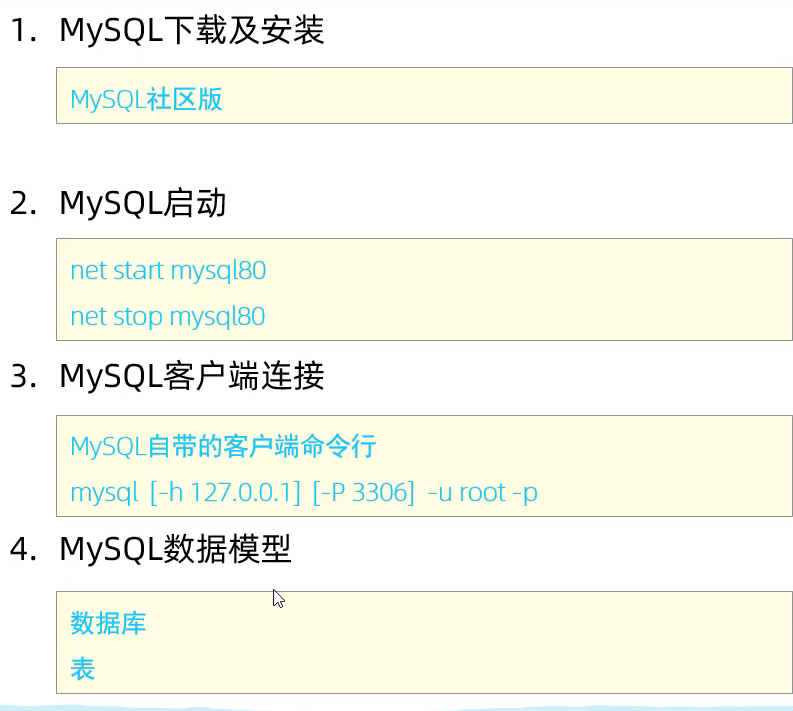 1. MySQL下载及安装
MySQL社区版
2. MySQL启动
net start mysql80
net stop mysql80
3. MySQL客户端连接
MySQL自带的客户端命令行
mysql [-h 127.0.0.1] [-P 3306] -u root -p
4. MySQL数据模型
数据库
表